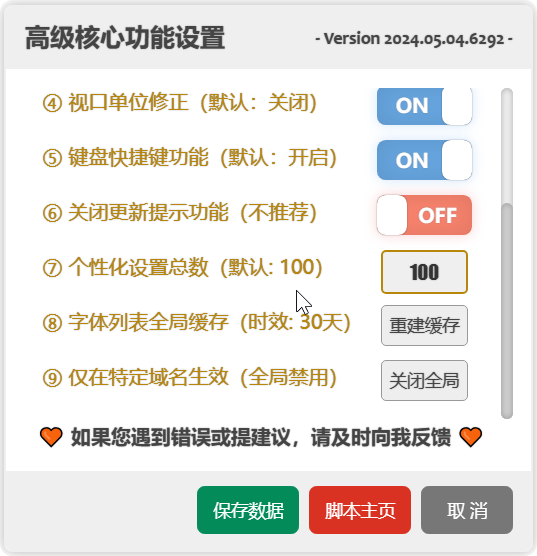 高级核心功能设置 - Version 2024.05.04.6292 -
④ 视口单位修正（默认：关闭） ON
⑤ 键盘快捷键功能（默认：开启） ON
⑥ 关闭更新提示功能（不推荐） OFF
⑦ 个性化设置总数（默认: 100） 100
⑧ 字体列表全局缓存（时效: 30天） 重建缓存
⑨ 仅在特定域名生效（全局禁用） 关闭全局
🧡 如果您遇到错误或提建议，请及时向我反馈 🧡
保存数据 脚本主页 取 消